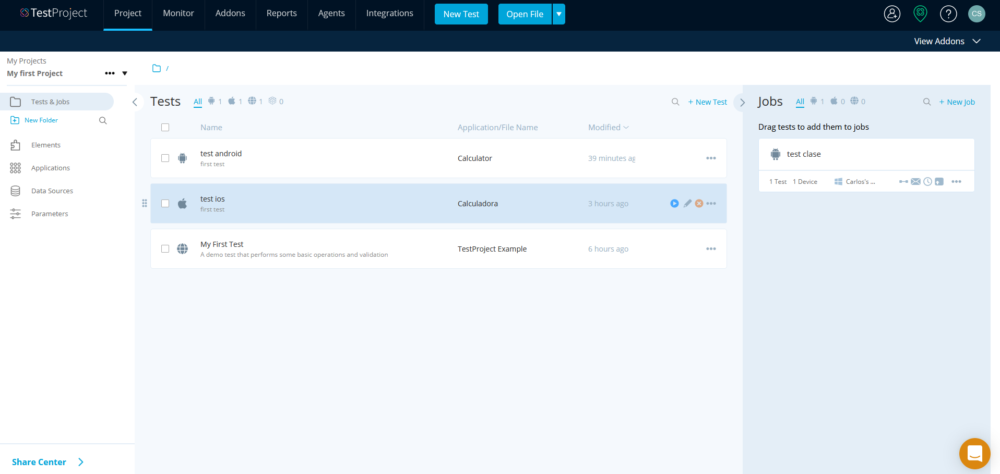 TestProject
Project
Monitor
Addons
Reports
Agents
Integrations
New Test
Open File
CS
View Addons
My Projects
My first Project
Tests & Jobs
New Folder
Elements
Applications
Data Sources
Parameters
Share Center
/
Tests
All
1
1
1
0
+ New Test
Name
Application/File Name
Modified
test android
first test
Calculator
39 minutes ag
test ios
first test
Calculadora
3 hours ago
My First Test
A demo test that performs some basic operations and validation
TestProject Example
6 hours ago
Jobs
All
1
0
0
+ New Job
Drag tests to add them to jobs
test clase
1 Test
1 Device
Carlos's ...